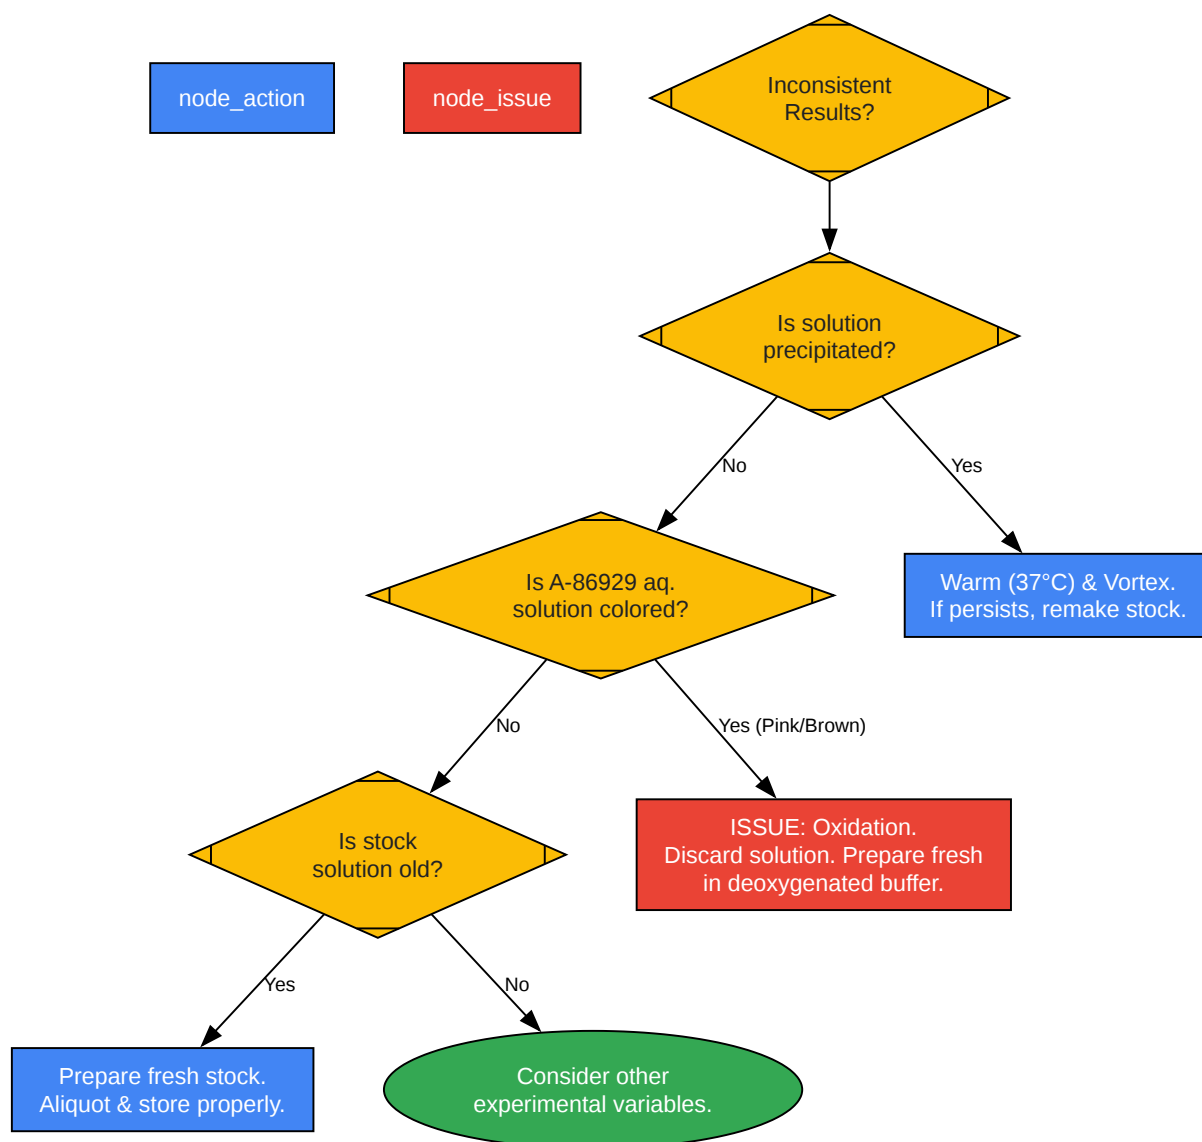 node_action
node_issue
Inconsistent
Results?
Is solution
precipitated?
No
Yes
Is A-86929 aq.
solution colored?
Warm (37°C) & Vortex.
If persists, remake stock.
No
Yes (Pink/Brown)
Is stock
solution old?
ISSUE: Oxidation.
Discard solution. Prepare fresh
in deoxygenated buffer.
Yes
No
Prepare fresh stock.
Aliquot & store properly.
Consider other
experimental variables.